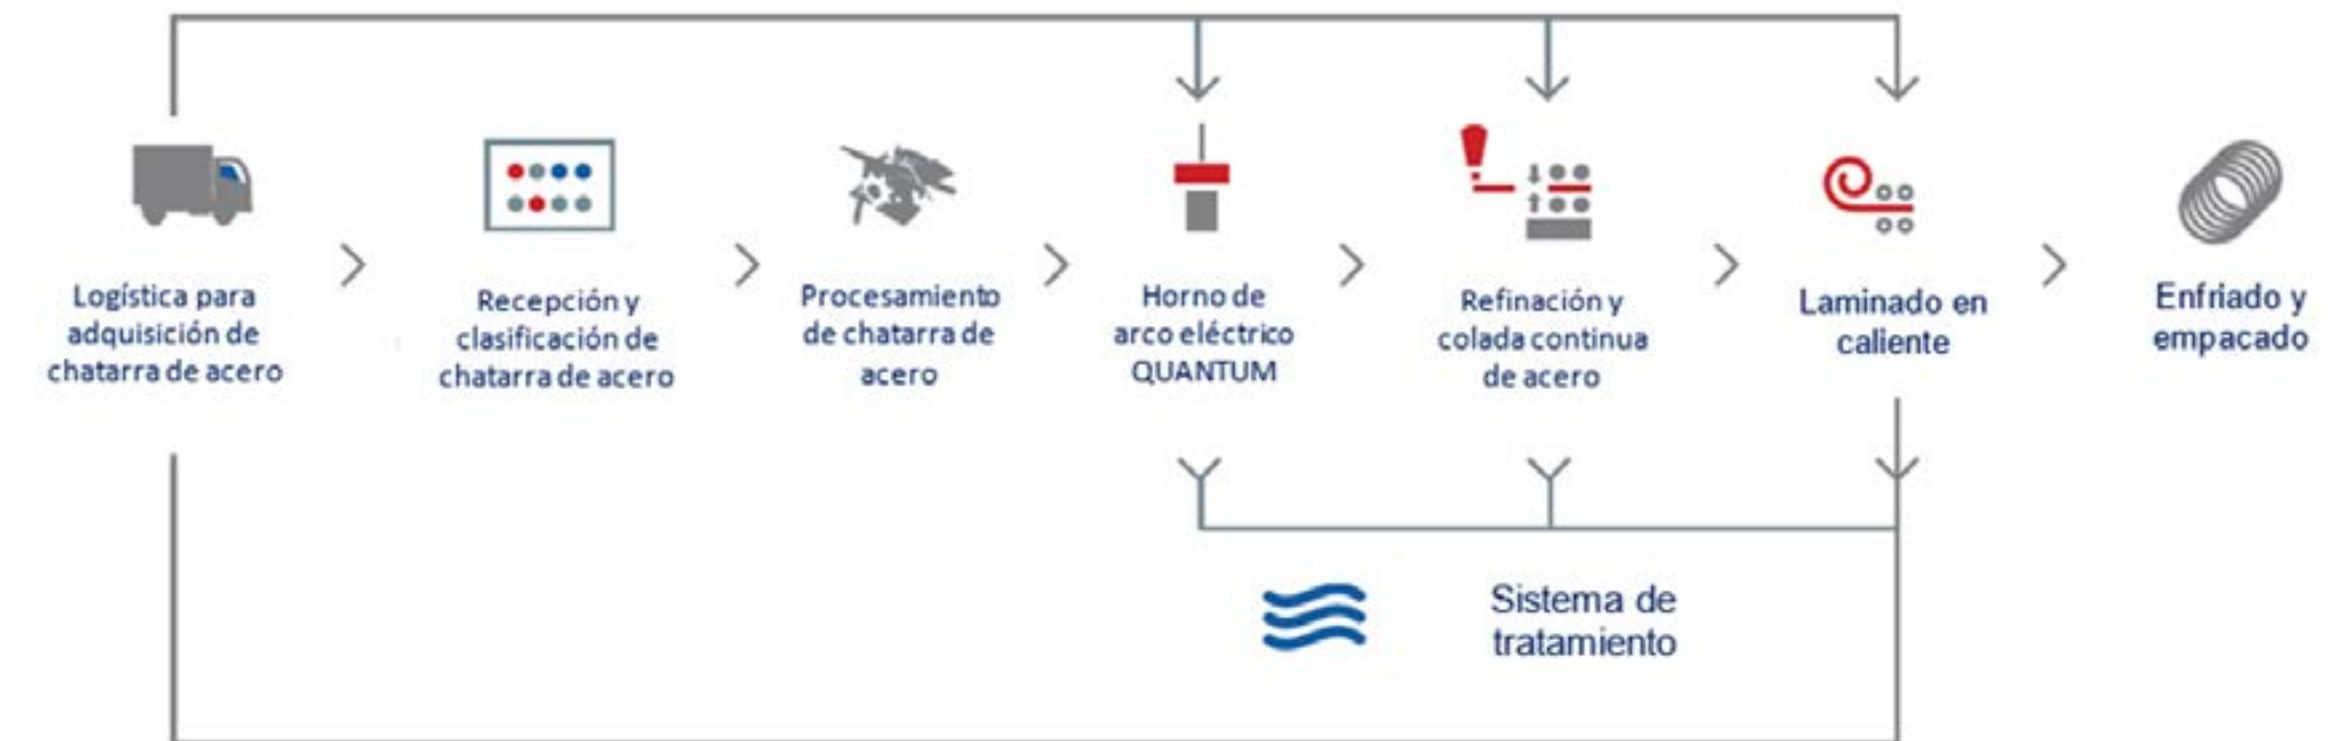 Logística para
adquisición de
chatarra de acero
Recepción y
clasificación de
chatarra de acero
Procesamiento
de chatarra de
acero
Horno de
arco eléctrico
QUANTUM
Refinación y
colada continua
de acero
Laminado en
caliente
Enfriado y
empacado
Sistema de
tratamiento